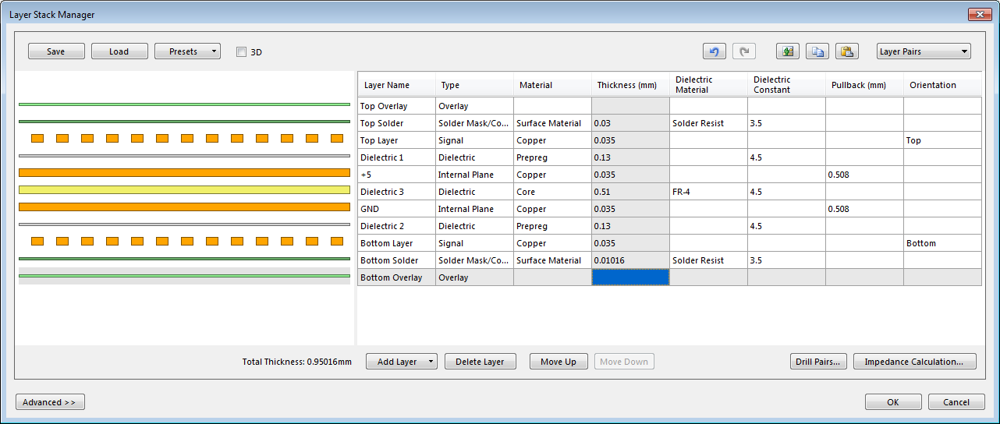 Layer Stack Manager
Save Load Presets 3D Layer Pairs
Layer Name Type Material Thickness (mm) Dielectric Material Dielectric Constant Pullback (mm) Orientation
Top Overlay Overlay
Top Solder Solder Mask/Co... Surface Material 0.03 Solder Resist 3.5
Top Layer Signal Copper 0.035 Top
Dielectric 1 Dielectric Prepreg 0.13 4.5
+5 Internal Plane Copper 0.035 0.508
Dielectric 3 Dielectric Core 0.51 FR-4 4.5
GND Internal Plane Copper 0.035 0.508
Dielectric 2 Dielectric Prepreg 0.13 4.5
Bottom Layer Signal Copper 0.035 Bottom
Bottom Solder Solder Mask/Co... Surface Material 0.01016 Solder Resist 3.5
Bottom Overlay Overlay
Total Thickness: 0.95016mm Add Layer Delete Layer Move Up Move Down Drill Pairs... Impedance Calculation...
Advanced >> OK Cancel